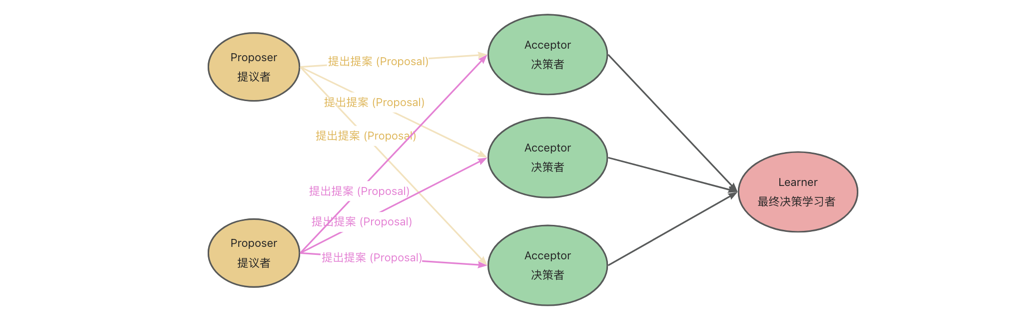 Proposer
提议者
提出提案 (Proposal)
提出提案 (Proposal)
提出提案 (Proposal)
Proposer
提议者
提出提案 (Proposal)
提出提案 (Proposal)
提出提案 (Proposal)
Acceptor
决策者
Acceptor
决策者
Acceptor
决策者
Learner
最终决策学习者